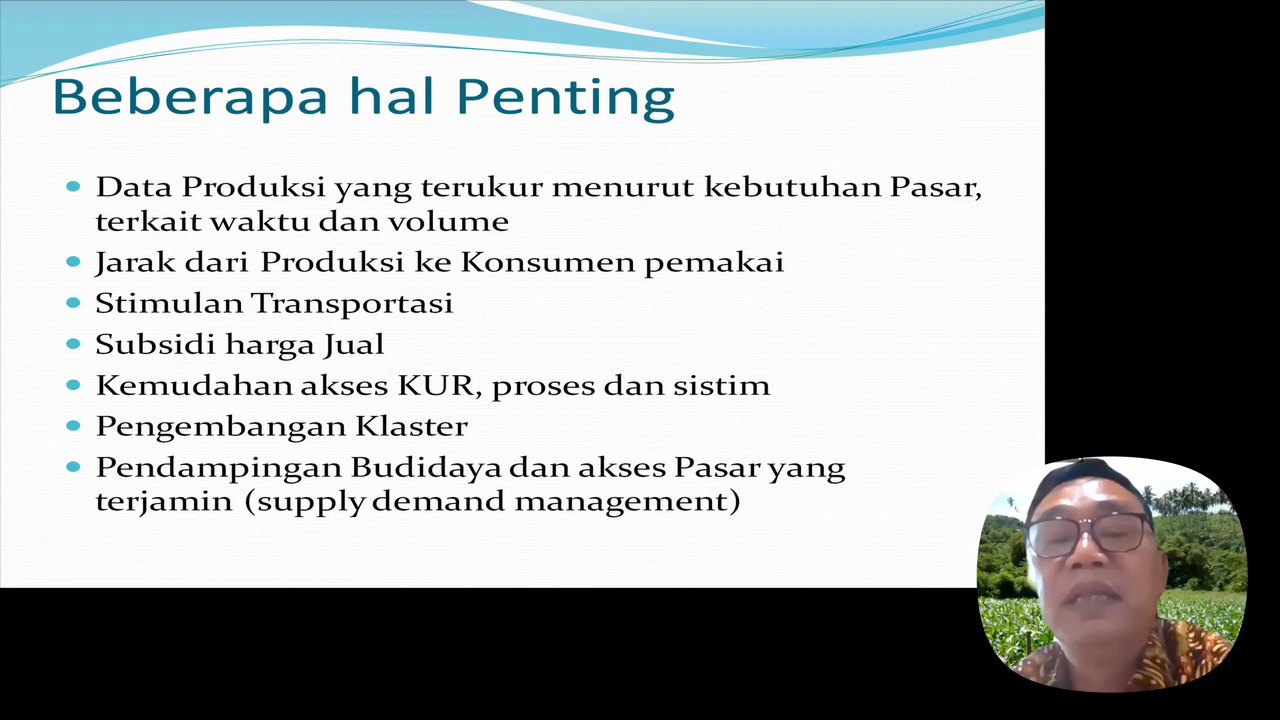 Beberapa hal Penting
Data Produksi yang terukur menurut kebutuhan Pasar,
terkait waktu dan volume
Jarak dari Produksi ke Konsumen pemakai
Stimulan Transportasi
Subsidi harga Jual
Kemudahan akses KUR, proses dan sistim
Pengembangan Klaster
Pendampingan Budidaya dan akses Pasar yang
terjamin (supply demand management)